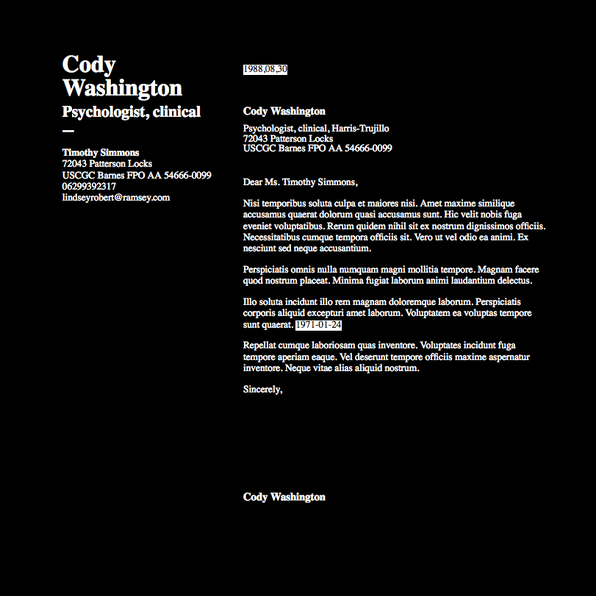 Cody
Washington
Psychologist, clinical
—
Timothy Simmons
72043 Patterson Locks
USCGC Barnes FPO AA 54666-0099
06299392317
lindseyrobert@ramsey.com
1988,08,30
Cody Washington
Psychologist, clinical, Harris-Trujillo
72043 Patterson Locks
USCGC Barnes FPO AA 54666-0099
Dear Ms. Timothy Simmons,
Nisi temporibus soluta culpa et maiores nisi. Amet maxime similique
accusamus quaerat dolorum quasi accusamus sunt. Hic velit nobis fuga
eveniet voluptatibus. Rerum quidem nihil sit ex nostrum dignissimos officiis.
Necessitatibus cumque tempora officiis sit. Vero ut vel odio ea animi. Ex
nesciunt sed neque accusantium.
Perspiciatis omnis nulla numquam magni mollitia tempore. Magnam facere
quod nostrum placeat. Minima fugiat laborum animi laudantium delectus.
Illo soluta incidunt illo rem magnam doloremque laborum. Perspiciatis
corporis aliquid excepturi amet laborum. Voluptatem ea voluptas tempore
sunt quaerat. 1971-01-24
Repellat cumque laboriosam quas inventore. Voluptates incidunt fuga
tempore aperiam eaque. Vel deserunt tempore officiis maxime aspernatur
inventore. Neque vitae alias aliquid nostrum.
Sincerely,
Cody Washington